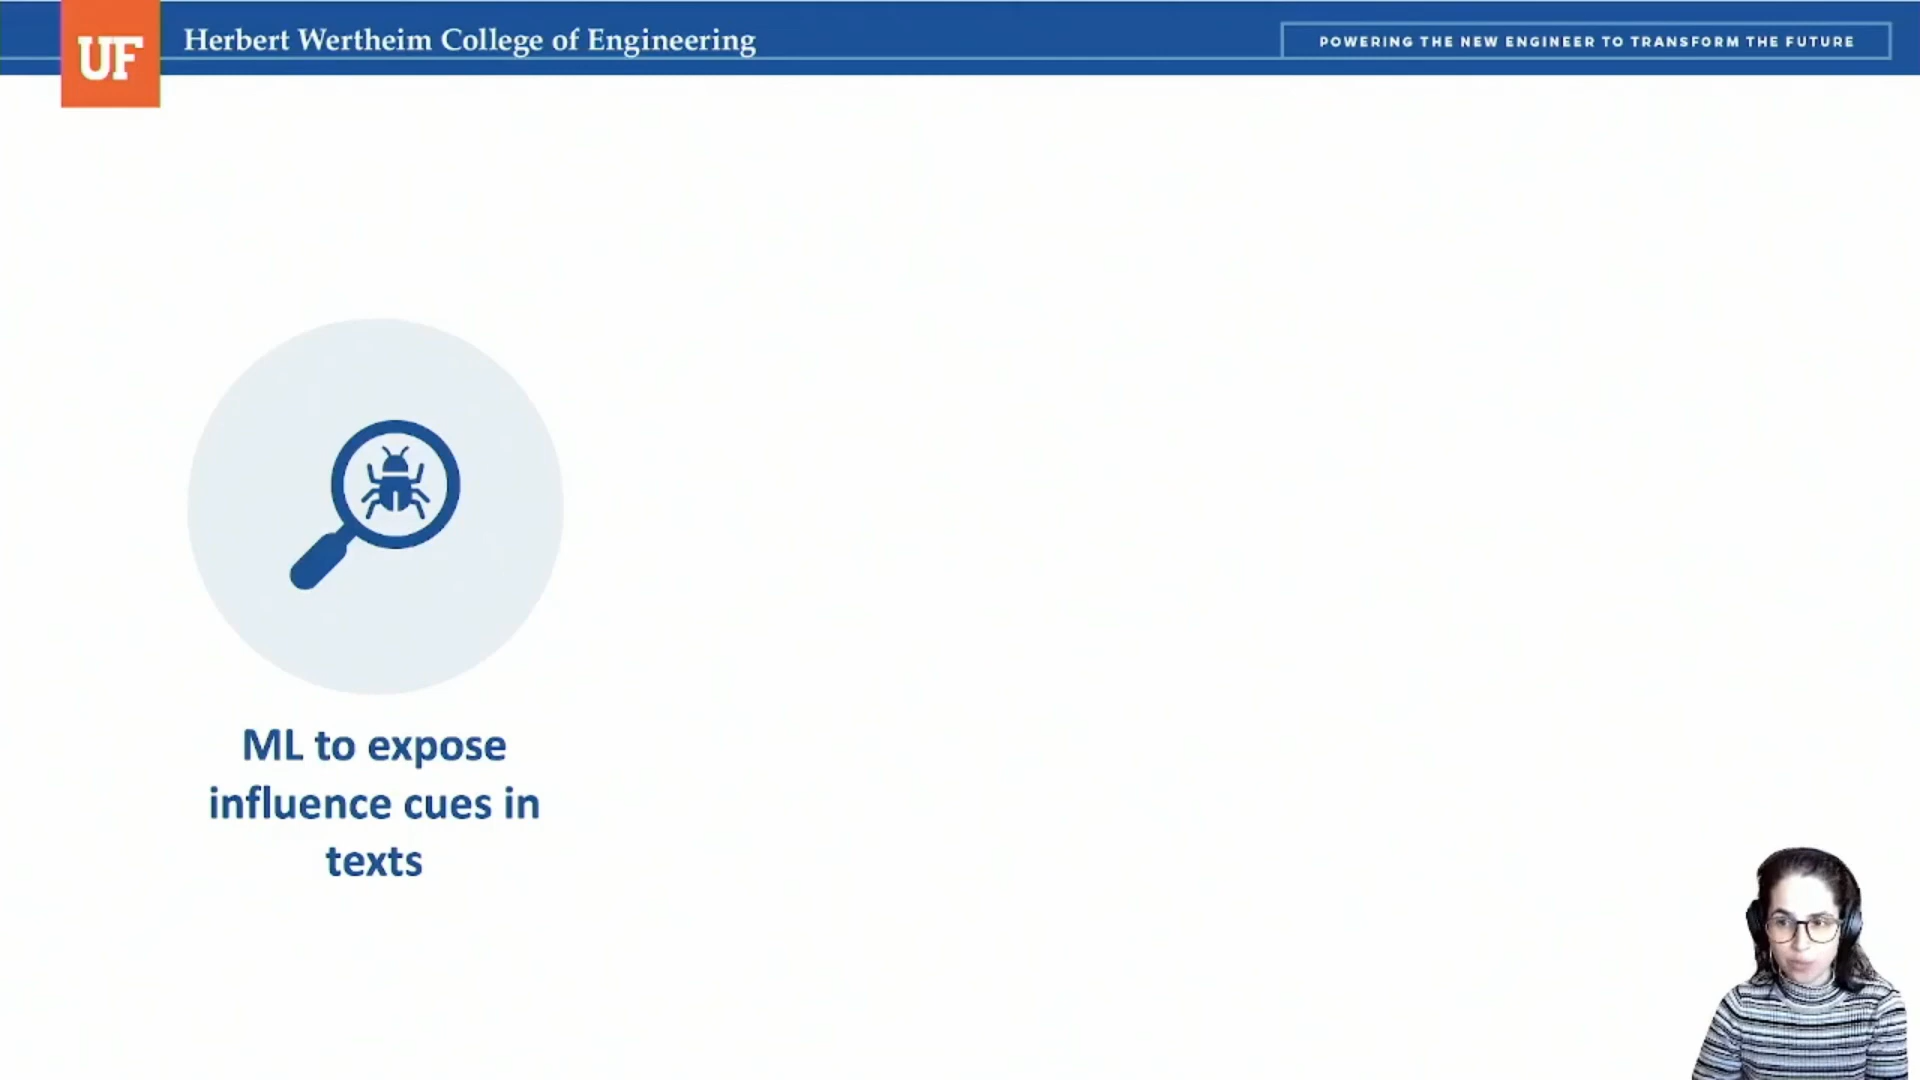 UF
Herbert Wertheim College of Engineering
POWERING THE NEW ENGINEER TO TRANSFORM THE FUTURE
ML to expose
influence cues in
texts